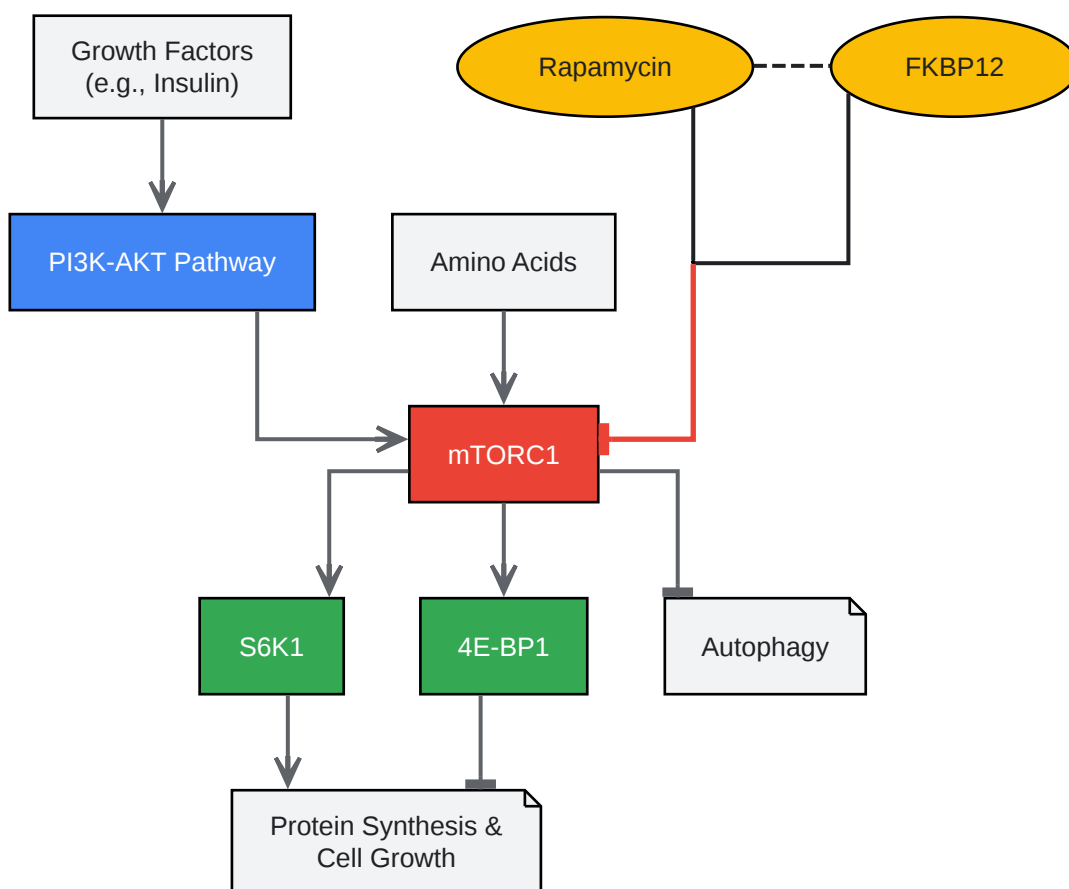 Growth Factors
(e.g., Insulin)
Rapamycin
FKBP12
PI3K-AKT Pathway
Amino Acids
mTORC1
S6K1
4E-BP1
Autophagy
Protein Synthesis &
Cell Growth